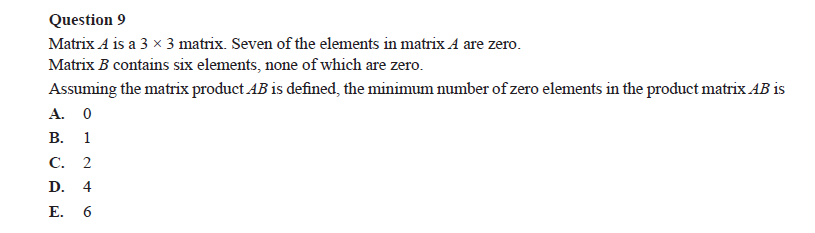 Question 9
Matrix A is a 3 × 3 matrix. Seven of the elements in matrix A are zero.
Matrix B contains six elements, none of which are zero.
Assuming the matrix product AB is defined, the minimum number of zero elements in the product matrix AB is
A. 0
B. 1
C. 2
D. 4
E. 6